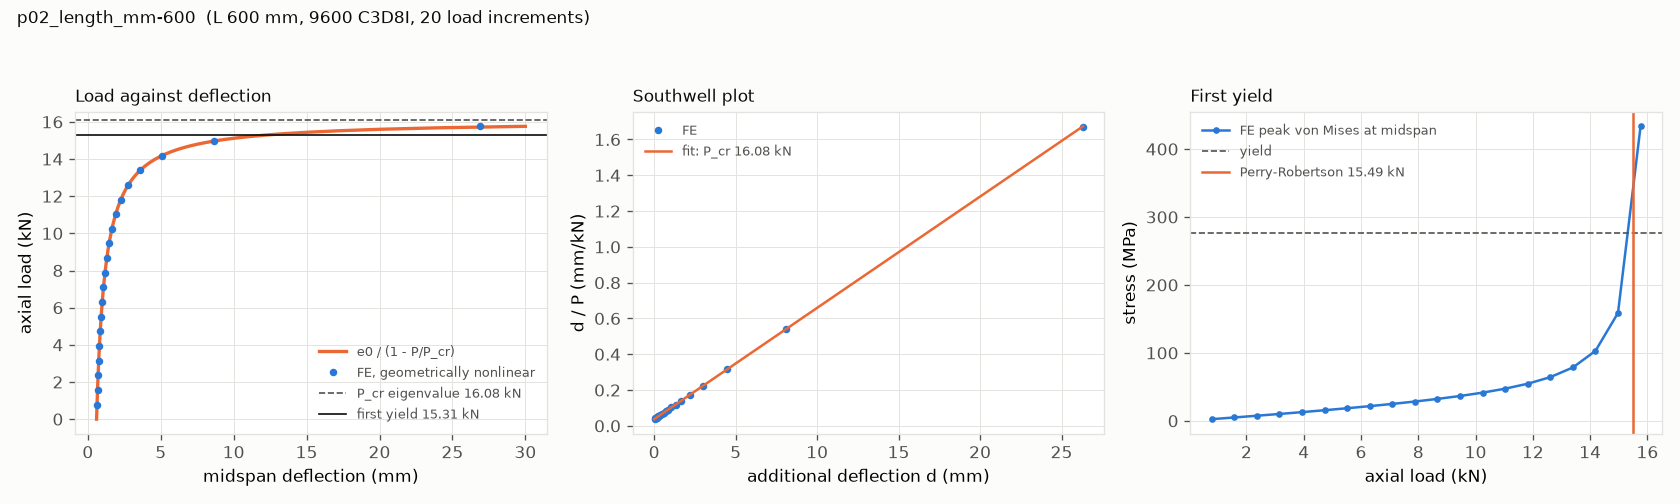 p02_length_mm-600  (L 600 mm, 9600 C3D8I, 20 load increments)
Load against deflection
16
14
12
10
8
6
4
2
0
axial load (kN)
e0 / (1 - P/P_cr)
FE, geometrically nonlinear
P_cr eigenvalue 16.08 kN
first yield 15.31 kN
0 5 10 15 20 25 30
midspan deflection (mm)
Southwell plot
FE
fit: P_cr 16.08 kN
1.6
1.4
1.2
1.0
0.8
0.6
0.4
0.2
0.0
d / P (mm/kN)
0 5 10 15 20 25
additional deflection d (mm)
First yield
FE peak von Mises at midspan
yield
Perry-Robertson 15.49 kN
400
300
200
100
0
stress (MPa)
2 4 6 8 10 12 14 16
axial load (kN)